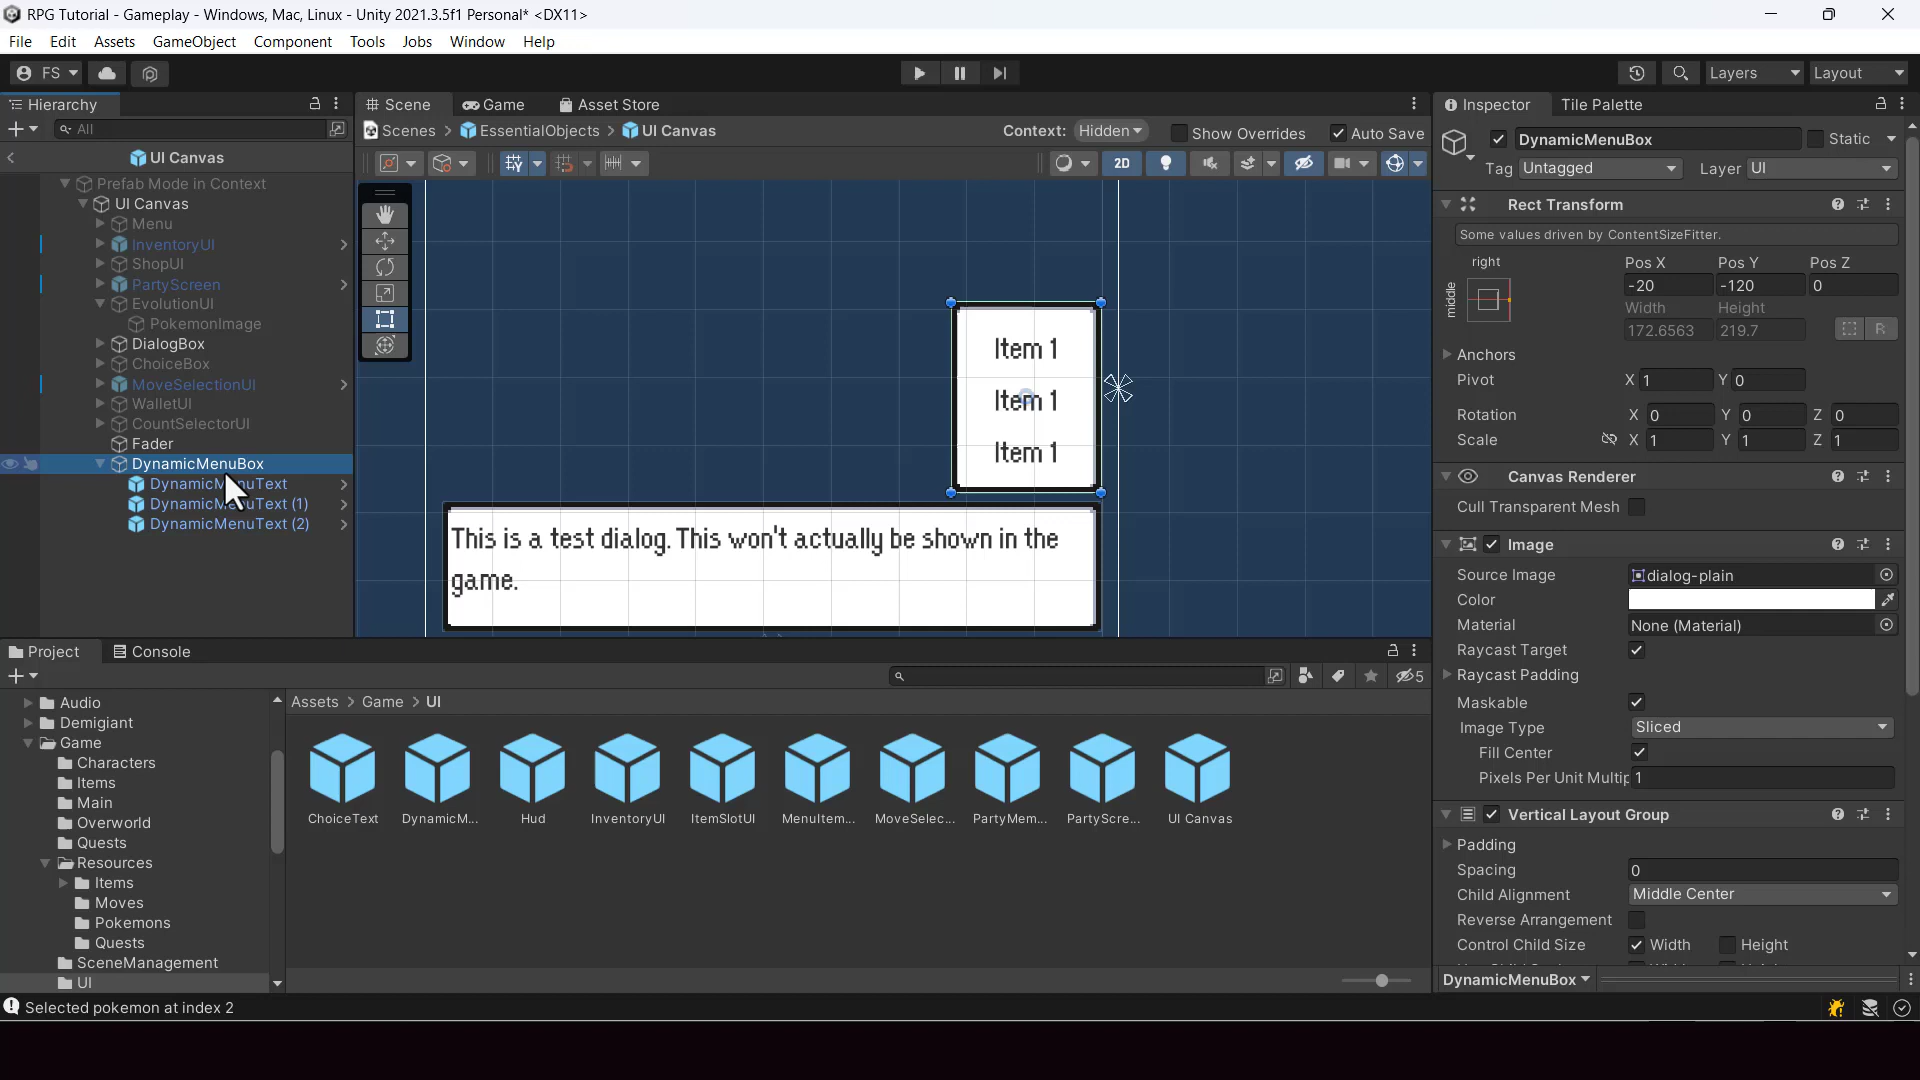 RPG Tutorial - Gameplay - Windows, Mac, Linux - Unity 2021.3.5f1 Personal* <DX11>
File Edit Assets GameObject Component Tools Jobs Window Help
FS Layers Layout
Hierarchy
All
UI Canvas
Prefab Mode in Context
UI Canvas
Menu
InventoryUI
ShopUI
PartyScreen
EvolutionUI
PokemonImage
DialogBox
ChoiceBox
MoveSelectionUI
WalletUI
CountSelectorUI
Fader
DynamicMenuBox
DynamicMenuText
DynamicMenuText (1)
DynamicMenuText (2)
Scene Game Asset Store
Scenes EssentialObjects UI Canvas Context: Hidden Show Overrides Auto Save
2D
Item 1
Item 1
Item 1
This is a test dialog. This won't actually be shown in the
game.
Inspector Tile Palette
DynamicMenuBox Static
Tag Untagged Layer UI
Rect Transform
Some values driven by ContentSizeFitter.
right Pos X Pos Y Pos Z
middle -20 -120 0
Width Height
172.6563 219.7 R
Anchors
Pivot X 1 Y 0
Rotation X 0 Y 0 Z 0
Scale X 1 Y 1 Z 1
Canvas Renderer
Cull Transparent Mesh
Image
Source Image dialog-plain
Color
Material None (Material)
Raycast Target
Raycast Padding
Maskable
Image Type Sliced
Fill Center
Pixels Per Unit Multip 1
Vertical Layout Group
Padding
Spacing 0
Child Alignment Middle Center
Reverse Arrangement
Control Child Size Width Height
DynamicMenuBox
Project Console
5
Audio
Demigiant
Game
Characters
Items
Main
Overworld
Quests
Resources
Items
Moves
Pokemons
Quests
SceneManagement
UI
Assets > Game > UI
ChoiceText DynamicM... Hud InventoryUI ItemSlotUI MenuItem... MoveSelec... PartyMem... PartyScre... UI Canvas
Selected pokemon at index 2